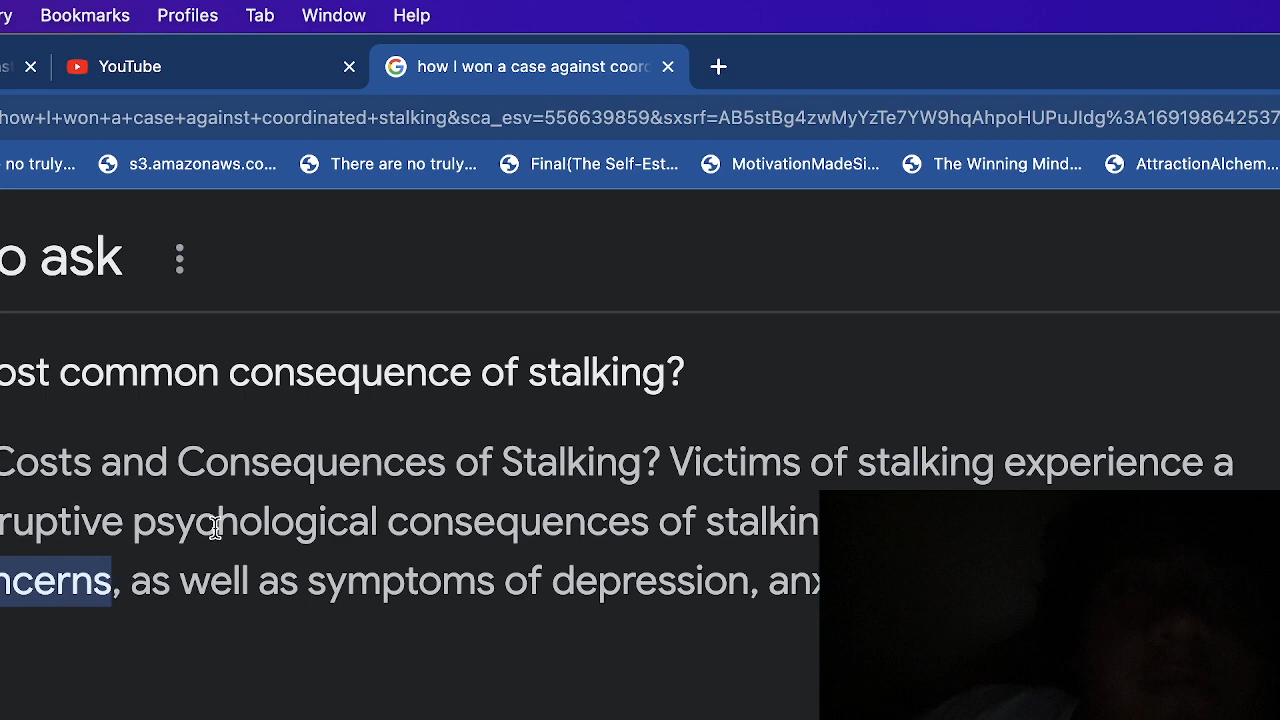 ry Bookmarks Profiles Tab Window Help
YouTube how I won a case against coor
how+I+won+a+case+against+coordinated+stalking&sca_esv=556639859&sxsrf=AB5stBg4zwMyYzTe7YW9hqAhpoHUPuJIdg%3A169198642537
no truly... s3.amazonaws.co... There are no truly... Final(The Self-Est... MotivationMadeSi... The Winning Mind... AttractionAlchem...
o ask
ost common consequence of stalking?
Costs and Consequences of Stalking? Victims of stalking experience a
ruptive psychological consequences of stalkin
ncerns, as well as symptoms of depression, anx